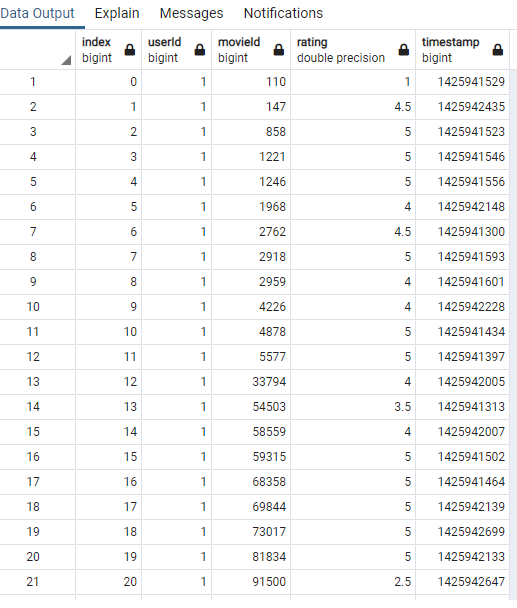 Data Output Explain Messages Notifications
index userId movieId rating timestamp
bigint bigint bigint double precision bigint
1 0 1 110 1 1425941529
2 1 1 147 4.5 1425942435
3 2 1 858 5 1425941523
4 3 1 1221 5 1425941546
5 4 1 1246 5 1425941556
6 5 1 1968 4 1425942148
7 6 1 2762 4.5 1425941300
8 7 1 2918 5 1425941593
9 8 1 2959 4 1425941601
10 9 1 4226 4 1425942228
11 10 1 4878 5 1425941434
12 11 1 5577 5 1425941397
13 12 1 33794 4 1425942005
14 13 1 54503 3.5 1425941313
15 14 1 58559 4 1425942007
16 15 1 59315 5 1425941502
17 16 1 68358 5 1425941464
18 17 1 69844 5 1425942139
19 18 1 73017 5 1425942699
20 19 1 81834 5 1425942133
21 20 1 91500 2.5 1425942647